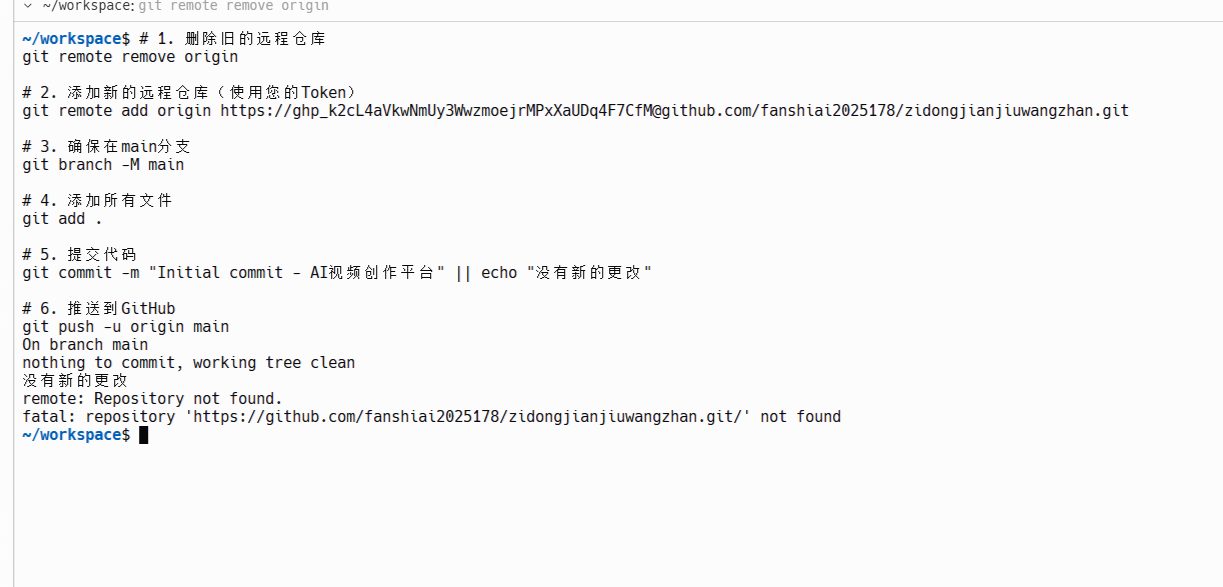 ~/workspace: git remote remove origin
~/workspace$ # 1. 删除旧的远程仓库
git remote remove origin
# 2. 添加新的远程仓库（使用您的Token）
git remote add origin https://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@github.com/fanshiai2025178/zidongjianjiuwangzhan.git
# 3. 确保在main分支
git branch -M main
# 4. 添加所有文件
git add .
# 5. 提交代码
git commit -m "Initial commit - AI视频创作平台" || echo "没有新的更改"
# 6. 推送到GitHub
git push -u origin main
On branch main
nothing to commit, working tree clean
没有新的更改
remote: Repository not found.
fatal: repository 'https://github.com/fanshiai2025178/zidongjianjiuwangzhan.git/' not found
~/workspace$